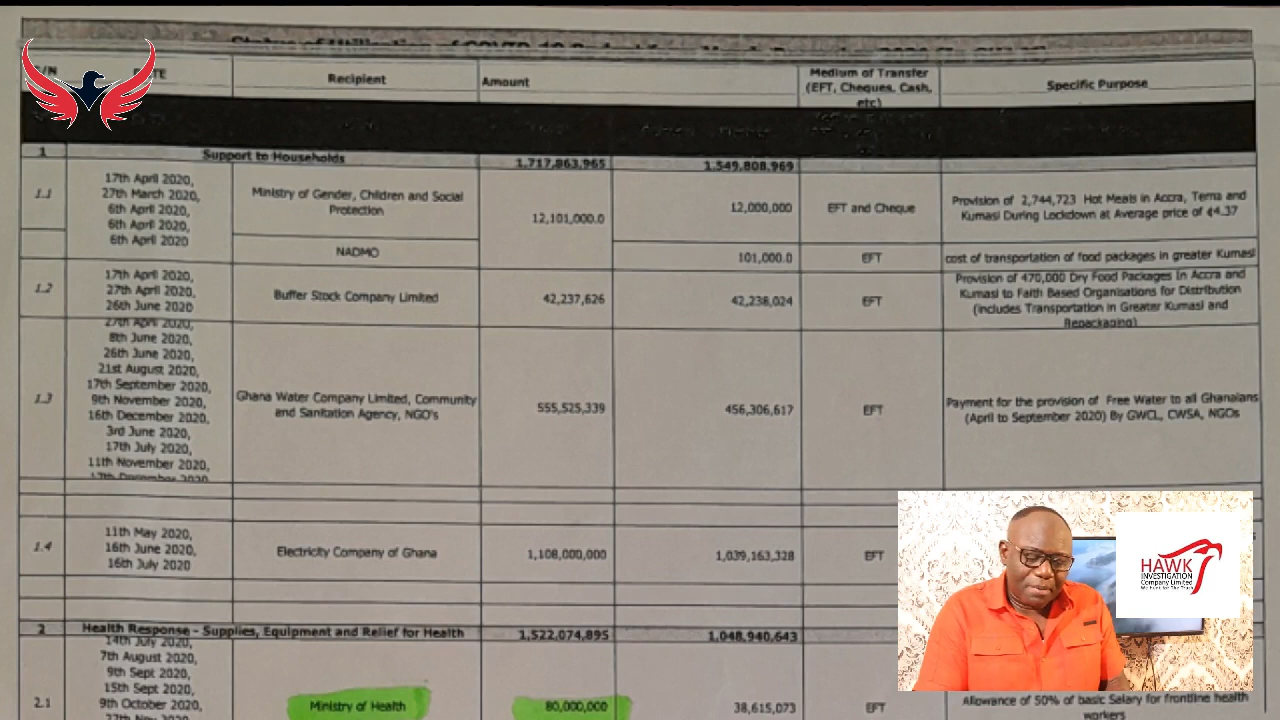 S/N DATE Recipient Amount Medium of Transfer (EFT, Cheques, Cash, etc) Specific Purpose
1 Support to Households 1,717,863,965 1,549,808,969
1.1
17th April 2020,
27th March 2020,
6th April 2020,
6th April 2020,
6th April 2020
Ministry of Gender, Children and Social
Protection
12,101,000.0
12,000,000
EFT and Cheque
Provision of 2,744,723 Hot Meals in Accra, Tema and
Kumasi During Lockdown at Average price of ¢4.37
NADMO
101,000.0
EFT
cost of transportation of food packages in greater Kumasi
1.2
17th April 2020,
27th April 2020,
26th June 2020
Buffer Stock Company Limited
42,237,626
42,238,024
EFT
Provision of 470,000 Dry Food Packages In Accra and
Kumasi to Faith Based Organisations for Distribution
(includes Transportation in Greater Kumasi and
Repackaging)
1.3
27th April 2020,
8th June 2020,
26th June 2020,
21st August 2020,
17th September 2020,
9th November 2020,
16th December 2020,
3rd June 2020,
17th July 2020,
11th November 2020,
17th December 2020
Ghana Water Company Limited, Community
and Sanitation Agency, NGO's
555,525,339
456,306,617
EFT
Payment for the provision of Free Water to all Ghanaians
(April to September 2020) By GWCL, CWSA, NGOs
1.4
11th May 2020,
16th June 2020,
16th July 2020
Electricity Company of Ghana
1,108,000,000
1,039,163,328
EFT
2 Health Response - Supplies, Equipment and Relief for Health 1,522,074,895 1,048,940,643
2.1
14th July 2020,
7th August 2020,
9th Sept 2020,
15th Sept 2020,
9th October 2020,
27th Nov 2020,
Ministry of Health
80,000,000
38,615,073
EFT
Allowance of 50% of basic Salary for frontline health
workers
HAWK
INVESTIGATION
Company Limited